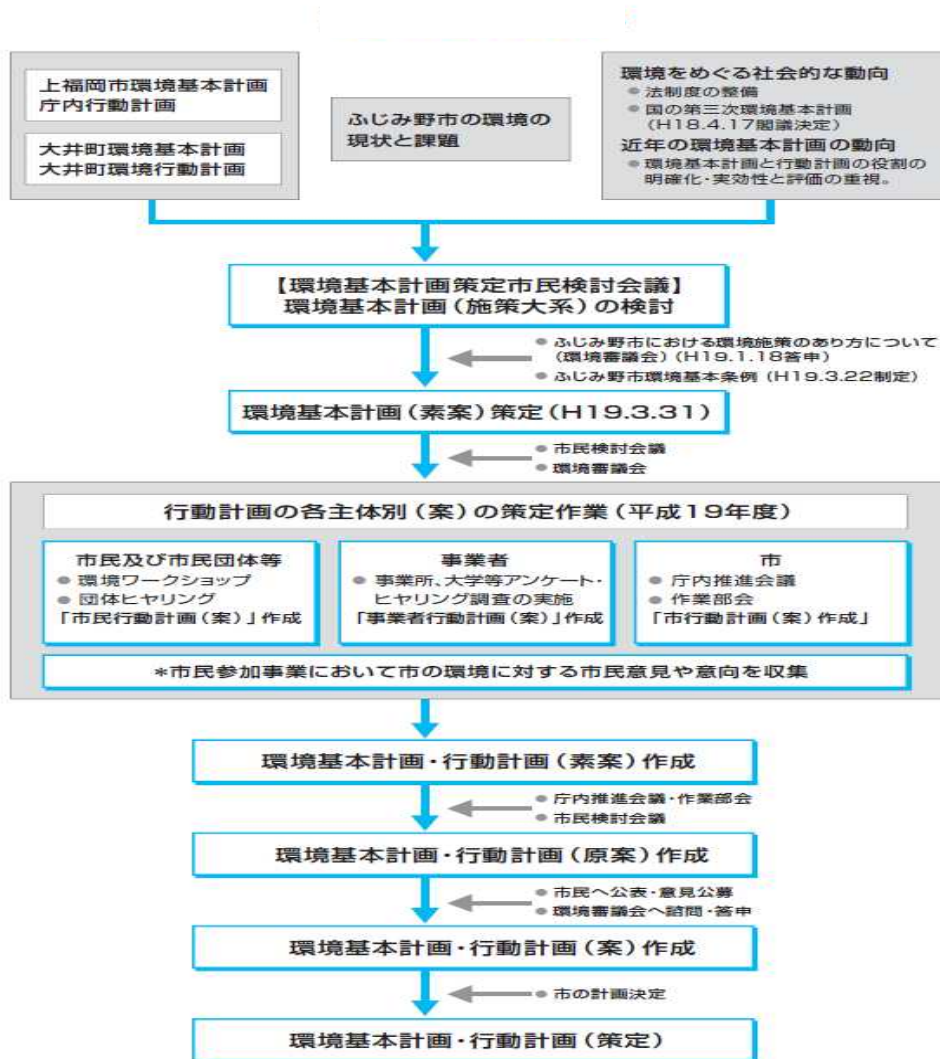 上福岡市環境基本計画
庁内行動計画
大井町環境基本計画
大井町環境行動計画
ふじみ野市の環境の
現状と課題
環境をめぐる社会的な動向
●法制度の整備
●国の第三次環境基本計画
(H18.4.17閣議決定)
近年の環境基本計画の動向
●環境基本計画と行動計画の役割の
明確化・実効性と評価の重視。
【環境基本計画策定市民検討会議】
環境基本計画(施策大系)の検討
●ふじみ野市における環境施策のあり方について
(環境審議会)(H19.1.18答申)
●ふじみ野市環境基本条例(H19.3.22制定)
環境基本計画(素案)策定(H19.3.31)
●市民検討会議
●環境審議会
行動計画の各主体別(案)の策定作業(平成19年度)
市民及び市民団体等
●環境ワークショップ
●団体ヒヤリング
「市民行動計画(案)」作成
事業者
●事業所、大学等アンケート・
ヒヤリング調査の実施
「事業者行動計画(案)」作成
市
●庁内推進会議
●作業部会
「市行動計画(案)作成」
*市民参加事業において市の環境に対する市民意見や意向を収集
環境基本計画・行動計画(素案)作成
●庁内推進会議・作業部会
●市民検討会議
環境基本計画・行動計画(原案)作成
●市民へ公表・意見公募
●環境審議会へ諮問・答申
環境基本計画・行動計画(案)作成
●市の計画決定
環境基本計画・行動計画(策定)